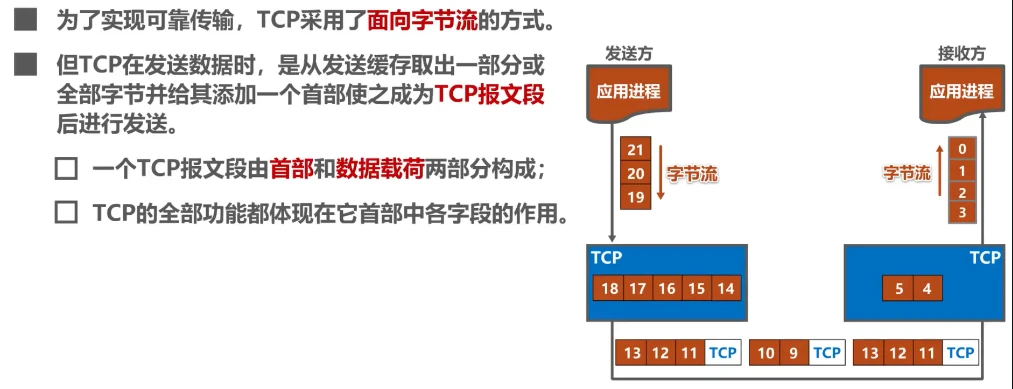 为了实现可靠传输，TCP采用了面向字节流的方式。
但TCP在发送数据时，是从发送缓存取出一部分或
全部字节并给其添加一个首部使之成为TCP报文段
后进行发送。
一个TCP报文段由首部和数据载荷两部分构成；
TCP的全部功能都体现在它首部中各字段的作用。
发送方
接收方
应用进程
应用进程
21
20
19
字节流
字节流
0
1
2
3
TCP
18 17 16 15 14
TCP
5 4
13 12 11 TCP
10 9 TCP
13 12 11 TCP